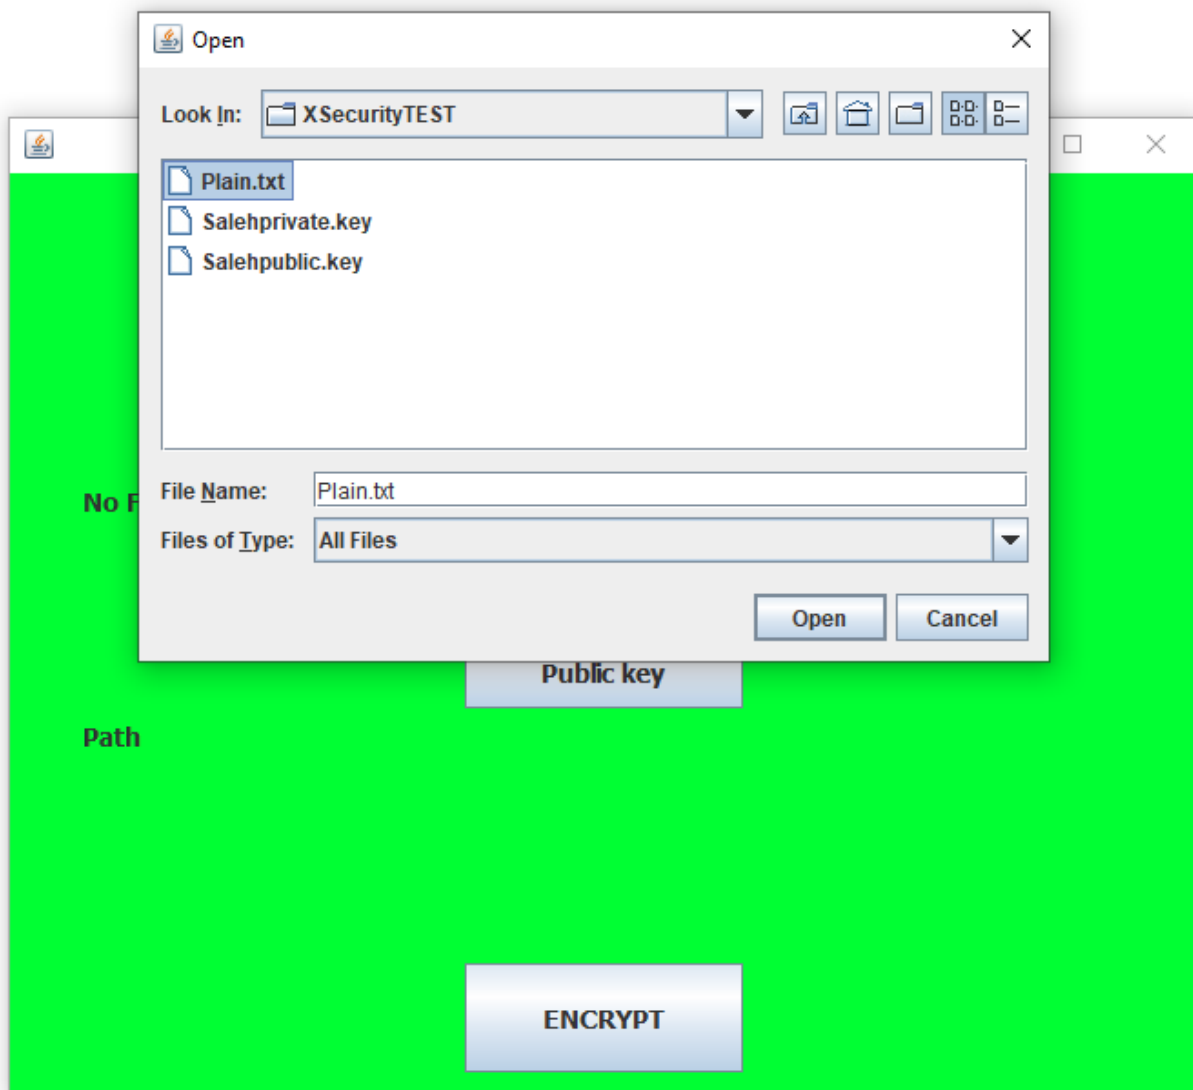 Open
Look In: XSecurityTEST
Plain.txt
Salehprivate.key
Salehpublic.key
File Name: Plain.txt
No
Files of Type: All Files
Open Cancel
Public key
Path
ENCRYPT